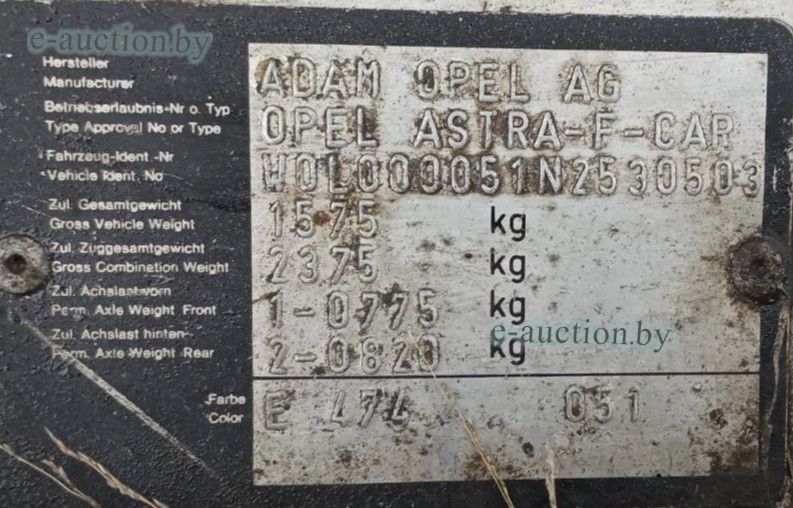 e-auction.by
Hersteller
Manufacturer
ADAM OPEL AG
Betriebserlaubnis-Nr o. Typ
Type Approval No or Type
OPEL ASTRA-F-CAR
Fahrzeug-Ident.-Nr
Vehicle Ident. No
W0L000051N2530503
Zul. Gesamtgewicht
Gross Vehicle Weight
1575 kg
Zul. Zuggesamtgewicht
Gross Combination Weight
2375 kg
Zul. Achslast vorn
Perm. Axle Weight Front
1-0775 kg
e-auction.by
Zul. Achslast hinten
Perm. Axle Weight Rear
2-0820 kg
Farbe
Color
E 474 051